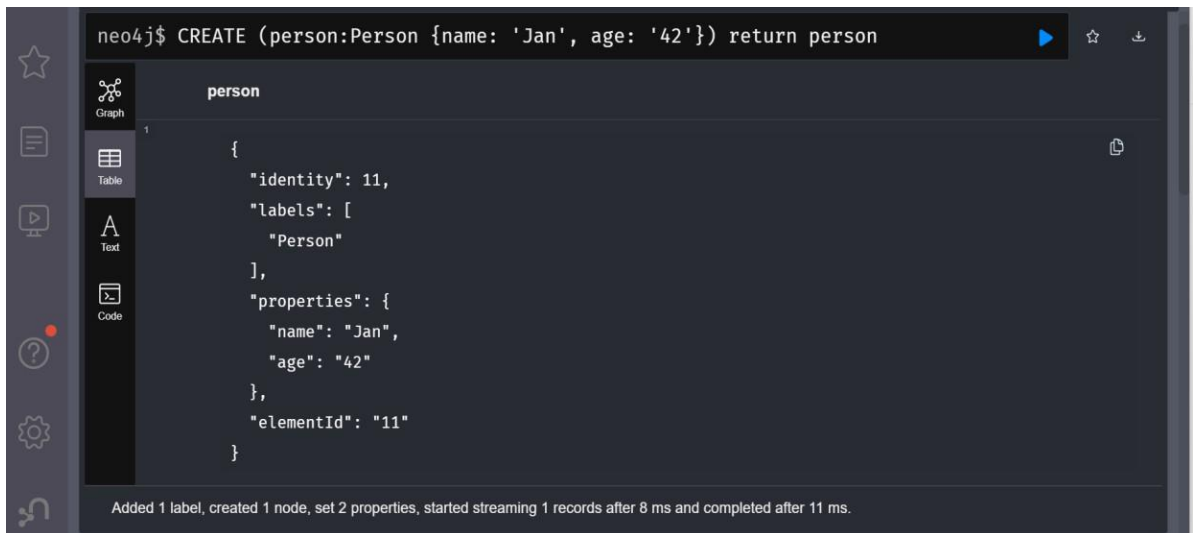 neo4j$ CREATE (person:Person {name: 'Jan', age: '42'}) return person
Graph
person
1
{
"identity": 11,
Table
"labels": [
"Person"
Text
],
"properties": {
Code
"name": "Jan",
"age": "42"
},
"elementId": "11"
}
Added 1 label, created 1 node, set 2 properties, started streaming 1 records after 8 ms and completed after 11 ms.